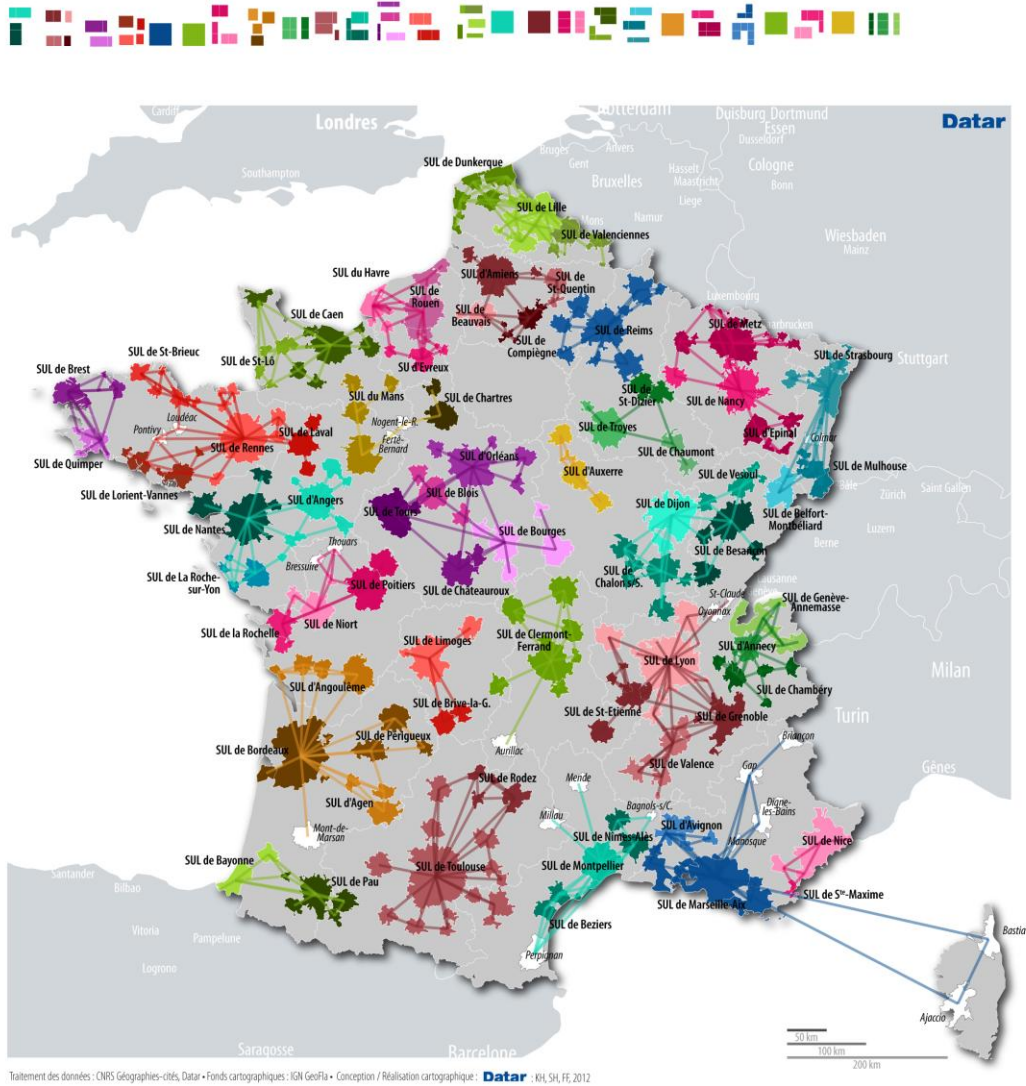 Cardiff
Londres
Rotterdam
Duisburg Dortmund
Essen
Datar
Dusseldorf
Bruges
Anvers
Gent
Cologne
Southampton
SUL de Dunkerque
Bruxelles
Hasselt
Maastricht
Bonn
Liege
SUL de Lille
Mons
Namur
SUL de Valenciennes
Wiesbaden
Mainz
SUL du Havre
SUL d'Amiens
SUL de
St-Quentin
SUL de
Rouen
Luxembourg
SUL de Caen
SUL de
Beauvais
SUL de Reims
SUL de Metz
Sarbrucken
SUL de
Compiègne
SUL de St-Brieuc
SUL de St-Lô
SUL de Strasbourg
Stuttgart
SUL de Brest
SU d'Evreux
SUL du Mans
SUL de Chartres
SUL de
St-Dizier
SUL de Nancy
Loudéac
Nogent-le-R.
Pontivy
SUL de Laval
Ferté-
Bernard
SUL de Troyes
SUL d'Epinal
Colmar
SUL de Rennes
SUL de Quimper
SUL d'Orléans
SUL de Chaumont
SUL d'Auxerre
SUL de Mulhouse
SUL de Lorient-Vannes
SUL d'Angers
SUL de Blois
SUL de Vesoul
Bâle
Zürich
Saint Gallen
SUL de Tours
SUL de Dijon
SUL de Belfort-
Montbéliard
SUL de Nantes
SUL de Bourges
Luzern
Berne
Thouars
SUL de Besançon
Bressuire
SUL de La Roche-
sur-Yon
SUL de Poitiers
SUL de Châteauroux
SUL de
Chalon s/S.
Lausanne
St-Claude
SUL de Genève-
Annemasse
Oyonnax
SUL de la Rochelle
SUL de Niort
SUL de Limoges
SUL de Clermont-
Ferrand
SUL d'Annecy
SUL de Lyon
Milan
SUL d'Angoulême
SUL de Chambéry
SUL de Brive-la-G.
SUL de St-Etienne
SUL de Grenoble
Turin
SUL de Périgueux
SUL de Bordeaux
Aurillac
Briançon
SUL de Valence
Gap
Gênes
SUL de Rodez
Mende
SUL d'Agen
Bagnols-s/C.
Digne-
les-Bains
Mont-de-
Marsan
Millau
SUL d'Avignon
SUL de Nîmes-Alès
Manosque
SUL de Nice
SUL de Bayonne
SUL de Toulouse
SUL de Montpellier
Santander
Bilbao
SUL de Pau
SUL de Ste-Maxime
SUL de Marseille-Aix
SUL de Beziers
Vitoria
Pampelune
Bastia
Perpignan
Logrono
Ajaccio
50 km
100 km
200 km
Saragosse
Barcelone
Traitement des données : CNRS Géographies-cités, Datar • Fonds cartographiques : IGN GeoFla • Conception / Réalisation cartographique : Datar : KH, SH, FF, 2012